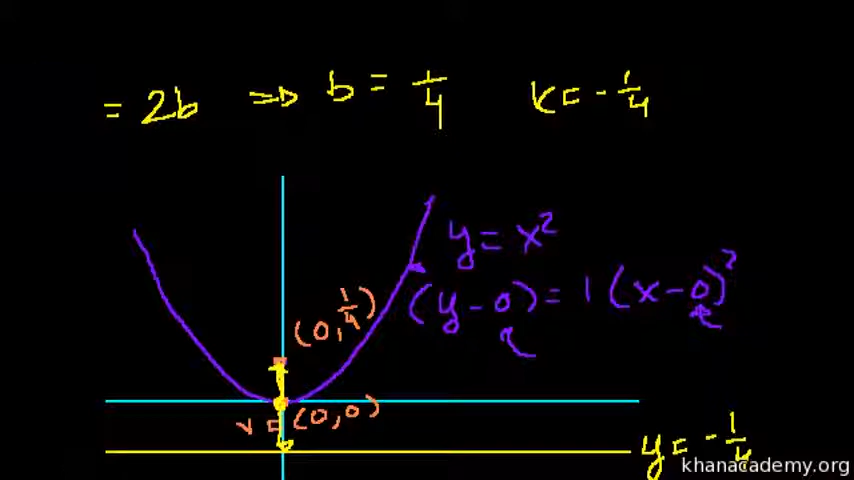 = 2b ⇒ b = 1/4 k = -1/4
y = x²
(y - 0) = 1(x - 0)²
(0, 1/4)
v = (0, 0)
y = -1/4
khanacademy.org